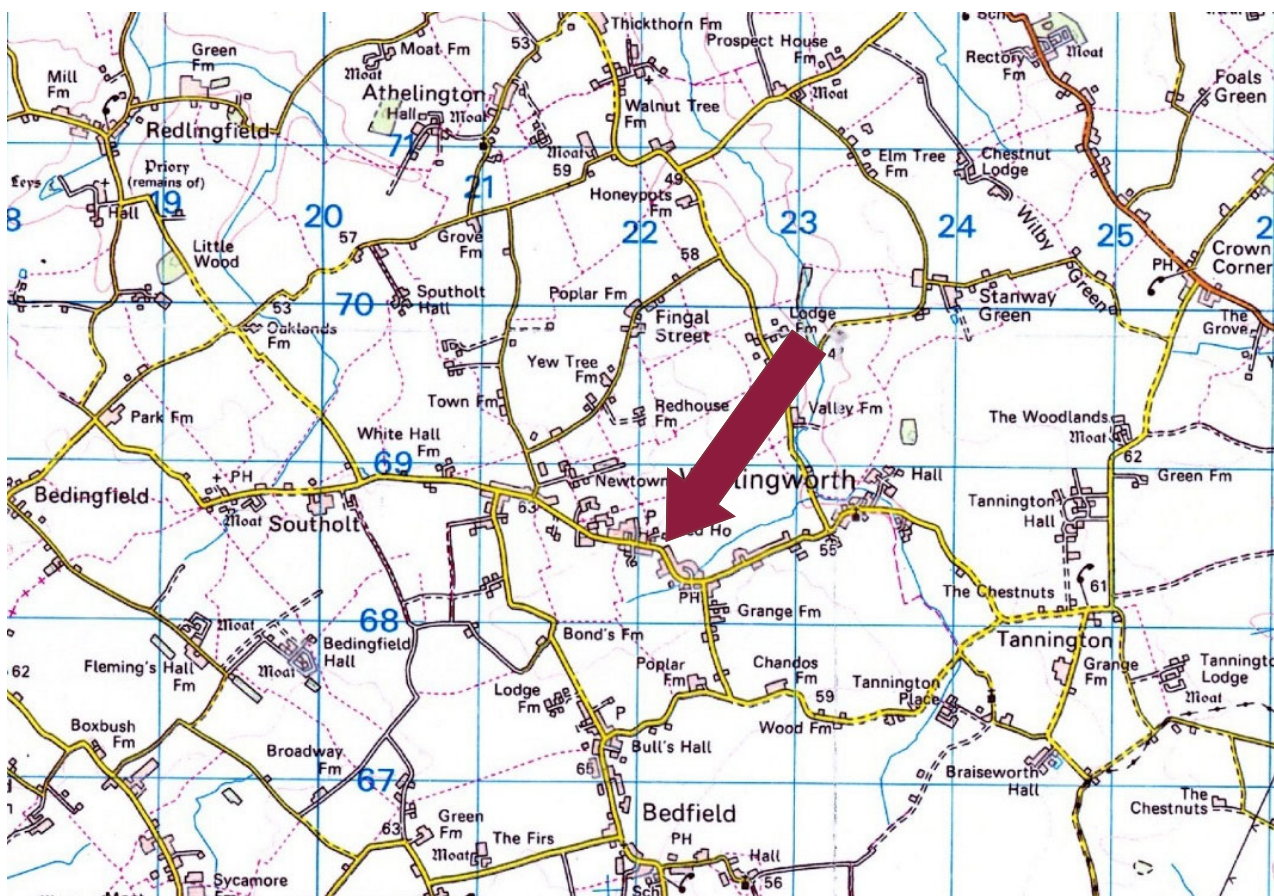 Thickthorn Fm
Sch
53
Prospect House
Fm
Moat Fm
Moat
Green
Fm
Rectory
Fm
Moat
Mill
Fm
Foals
Green
Athelington
Hall
Moat
Walnut Tree
Fm
Moat
Redlingfield
71
Moat
59
Elm Tree
Fm
Chestnut
Lodge
Priory
(remains of)
Leys
Hall
19
21
49
Honeypots
Fm
Wilby
Green
8
20
22
23
24
25
2
57
Grove
Fm
58
Crown
Corner
PH
Little
Wood
70
Southolt
Hall
Poplar Fm
Stanway
Green
53
Oaklands
Fm
Fingal
Street
Lodge
Fm
4
The
Grove
Yew Tree
Fm
Park Fm
Town Fm
Redhouse
Fm
Valley Fm
The Woodlands
Moat
White Hall
Fm
69
62
PH
Newtown
tingworth
Hall
Green Fm
Bedingfield
Moat
Southolt
63
P
Ho
55
Tannington
Hall
PH
The Chestnuts
61
68
Grange Fm
Moat
Bond's Fm
Tannington
Bedingfield
Hall
Moat
Fleming's Hall
Fm
62
Poplar
Fm
Chandos
Fm
59
Tannington
Place
Grange
Fm
Moat
Lodge
Fm
P
Wood Fm
Boxbush
Fm
Bull's Hall
Broadway
Fm
65
67
Braiseworth
Hall
The
Chestnuts
Bedfield
63
Green
Fm
Moat
The Firs
PH
Hall
56
Sycamore
Sch